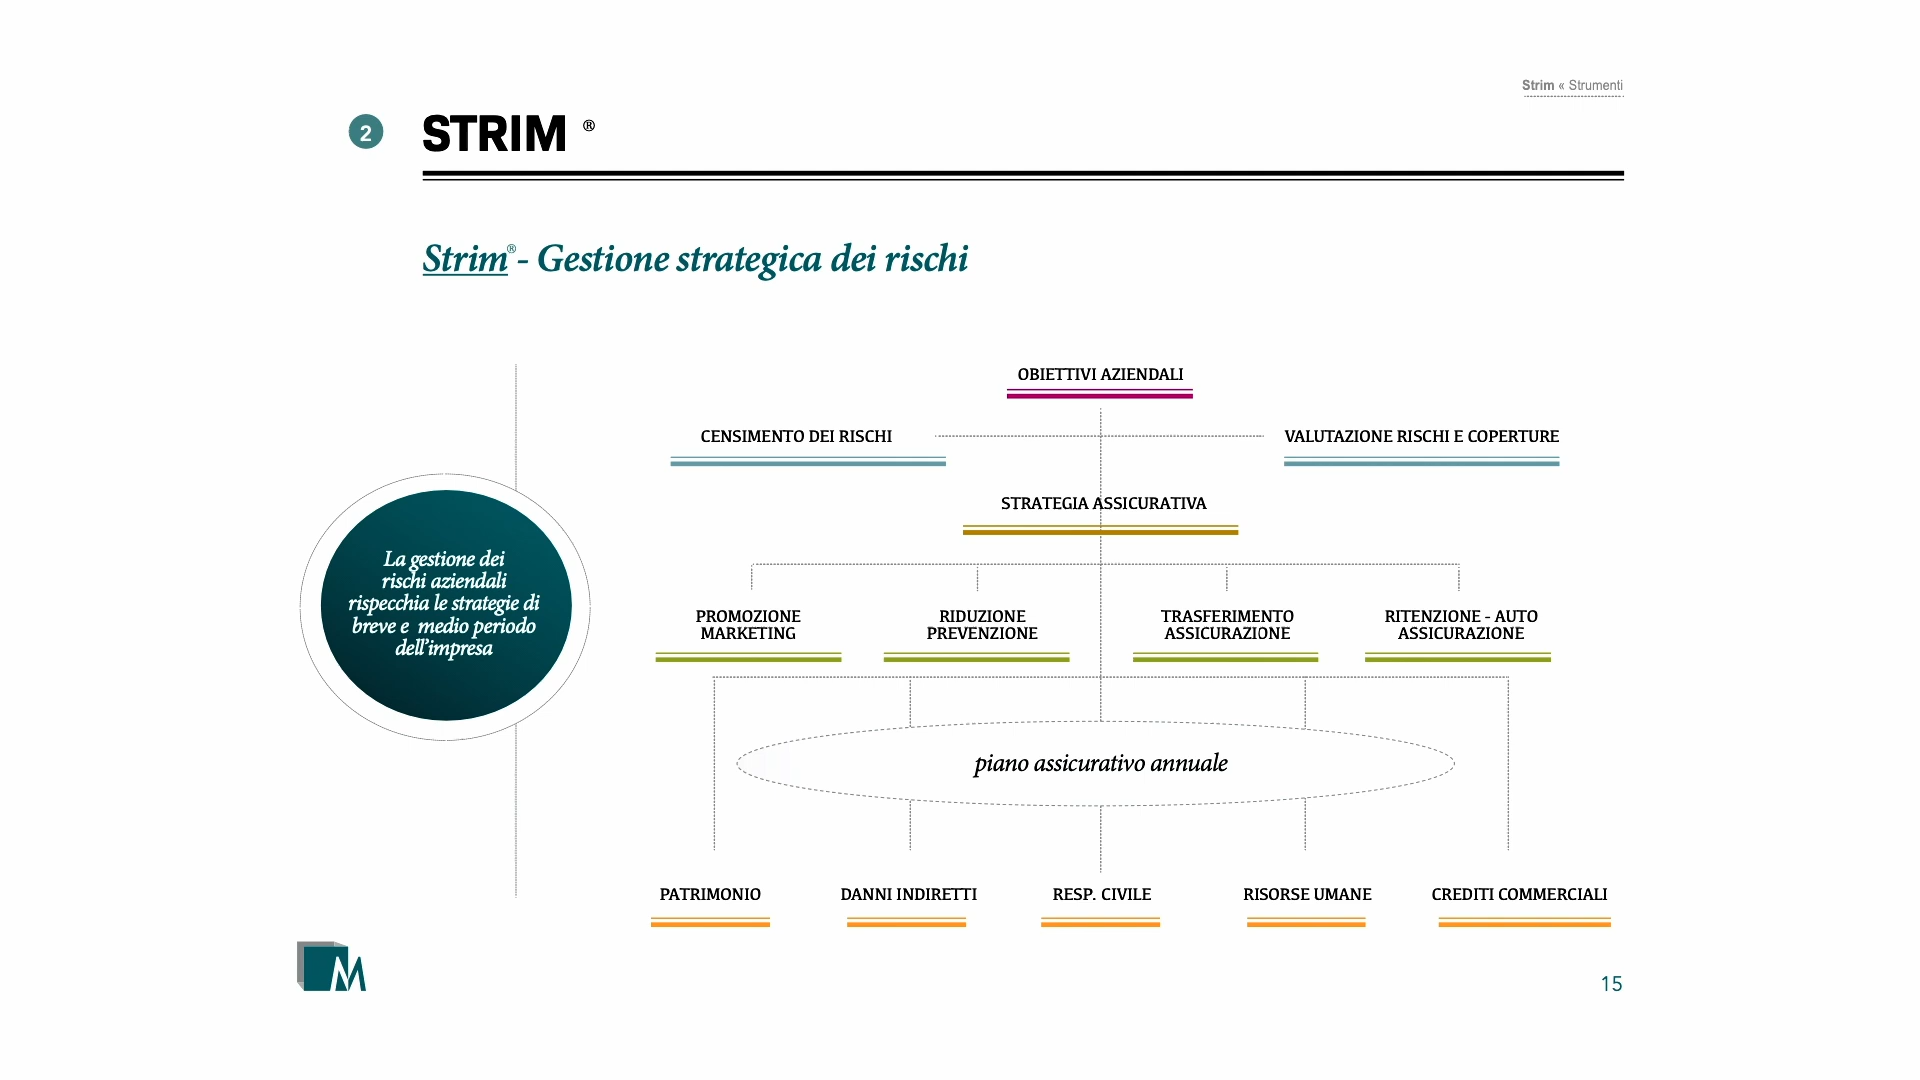 Strim « Strumenti
2
STRIM ®
Strim®- Gestione strategica dei rischi
OBIETTIVI AZIENDALI
CENSIMENTO DEI RISCHI
VALUTAZIONE RISCHI E COPERTURE
STRATEGIA ASSICURATIVA
La gestione dei
rischi aziendali
rispecchia le strategie di
breve e medio periodo
dell'impresa
PROMOZIONE
MARKETING
RIDUZIONE
PREVENZIONE
TRASFERIMENTO
ASSICURAZIONE
RITENZIONE - AUTO
ASSICURAZIONE
piano assicurativo annuale
PATRIMONIO
DANNI INDIRETTI
RESP. CIVILE
RISORSE UMANE
CREDITI COMMERCIALI
M
15